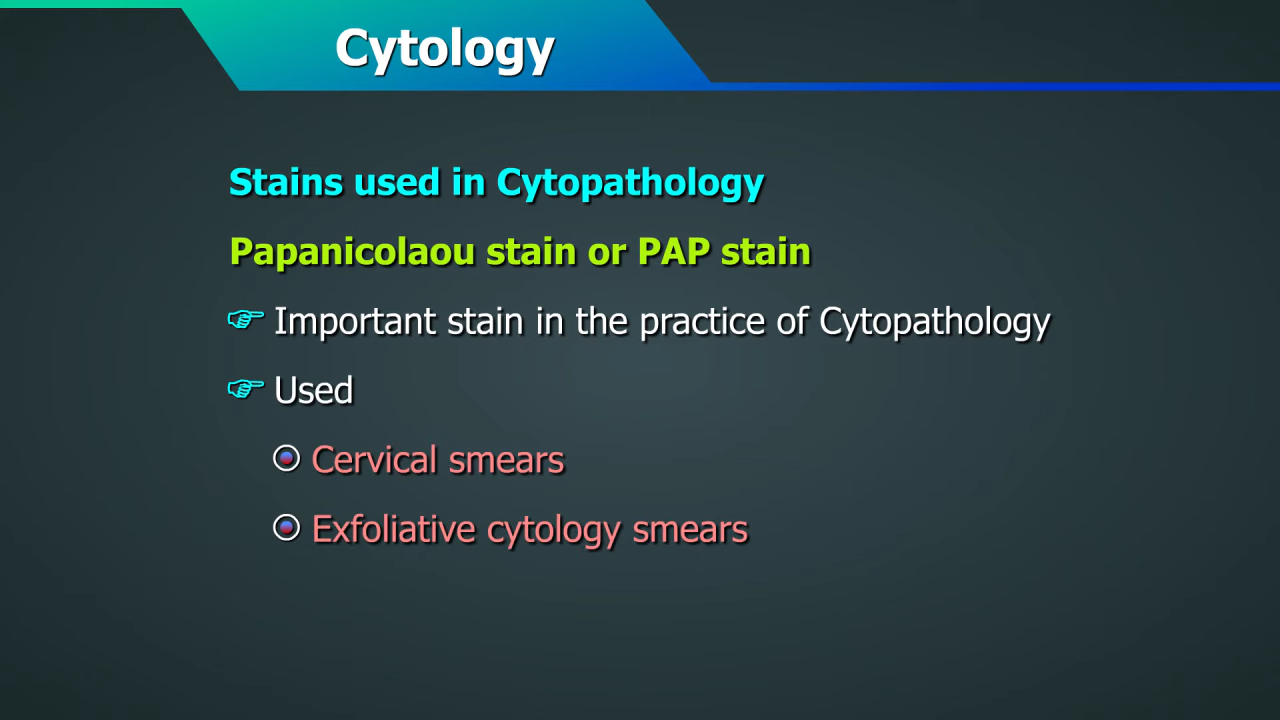 Cytology
Stains used in Cytopathology
Papanicolaou stain or PAP stain
Important stain in the practice of Cytopathology
Used
Cervical smears
Exfoliative cytology smears